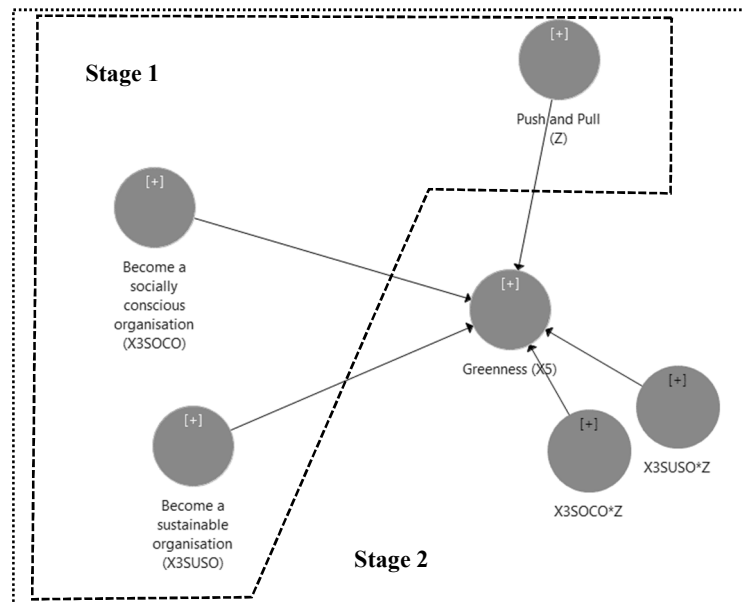 [+]
Stage 1
Push and Pull
(Z)
[+]
Become a
socially
conscious
organisation
(X3SOCO)
[+]
Greenness (X5)
[+]
X3SUSO*Z
[+]
X3SOCO*Z
[+]
Become a
sustainable
organisation
(X3SUSO)
Stage 2